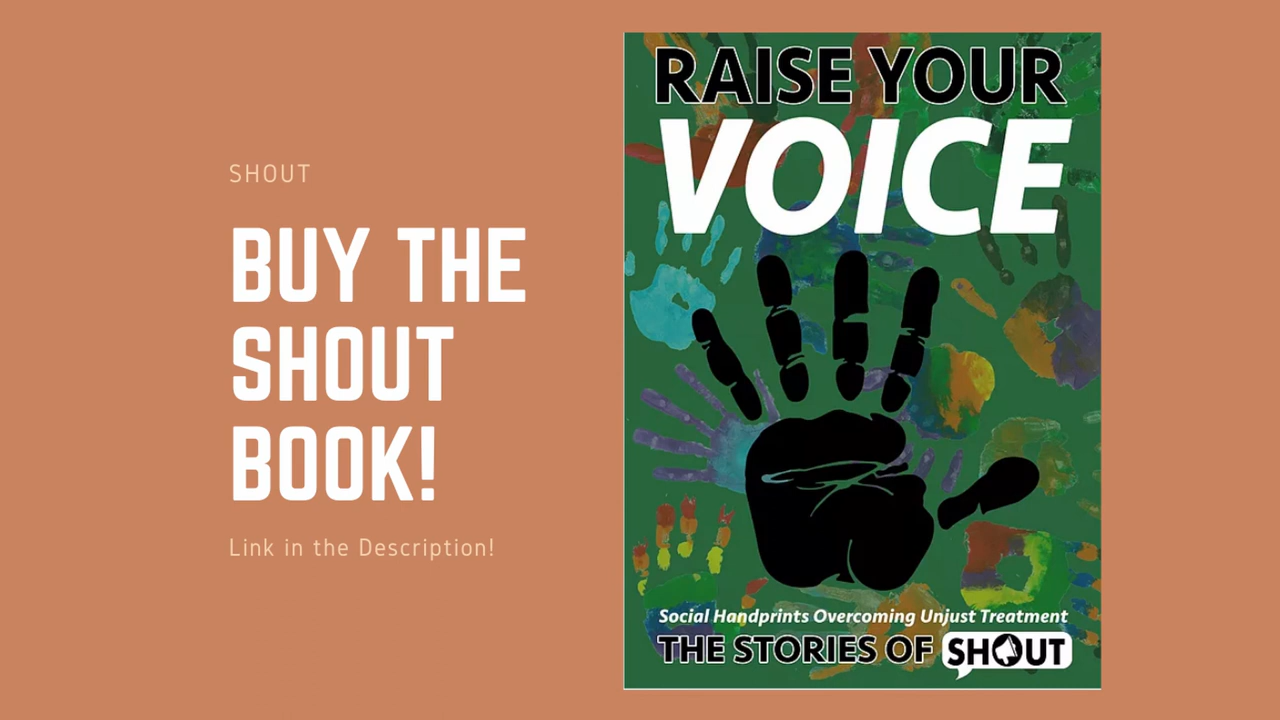 SHOUT
BUY THE
SHOUT
BOOK!
Link in the Description!
RAISE YOUR
VOICE
Social Handprints Overcoming Unjust Treatment
THE STORIES OF SHOUT